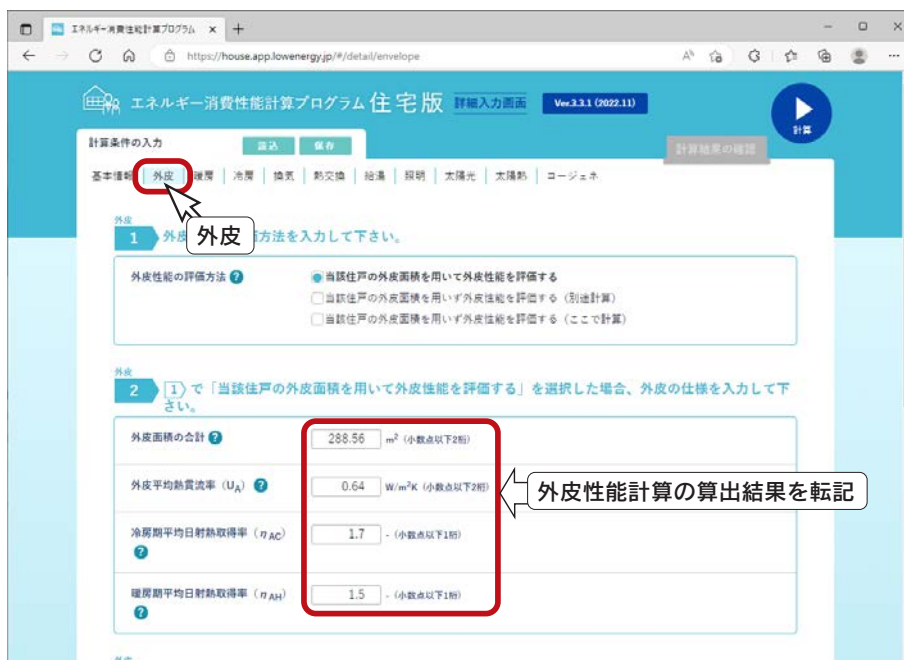 エネルギー消費性能計算プログラム
https://house.app.lowenergy.jp/#/detail/envelope
エネルギー消費性能計算プログラム 住宅版 詳細入力画面 Ver.3.3.1 (2022.11)
計算
計算条件の入力 読込 保存 計算結果の確認
基本情報 外皮 暖房 冷房 換気 熱交換 給湯 照明 太陽光 太陽熱 コージェネ
外皮
外皮
1 外皮 方法を入力して下さい。
外皮性能の評価方法 ?
当該住戸の外皮面積を用いて外皮性能を評価する
当該住戸の外皮面積を用いず外皮性能を評価する(別途計算)
当該住戸の外皮面積を用いず外皮性能を評価する(ここで計算)
外皮
2 1 で「当該住戸の外皮面積を用いて外皮性能を評価する」を選択した場合、外皮の仕様を入力して下
さい。
外皮面積の合計 ? 288.56 m² (小数点以下2桁)
外皮平均熱貫流率 (UA) ? 0.64 W/m²K (小数点以下2桁)
外皮性能計算の算出結果を転記
冷房期平均日射熱取得率 (ηAC) ? 1.7 - (小数点以下1桁)
暖房期平均日射熱取得率 (ηAH) ? 1.5 - (小数点以下1桁)